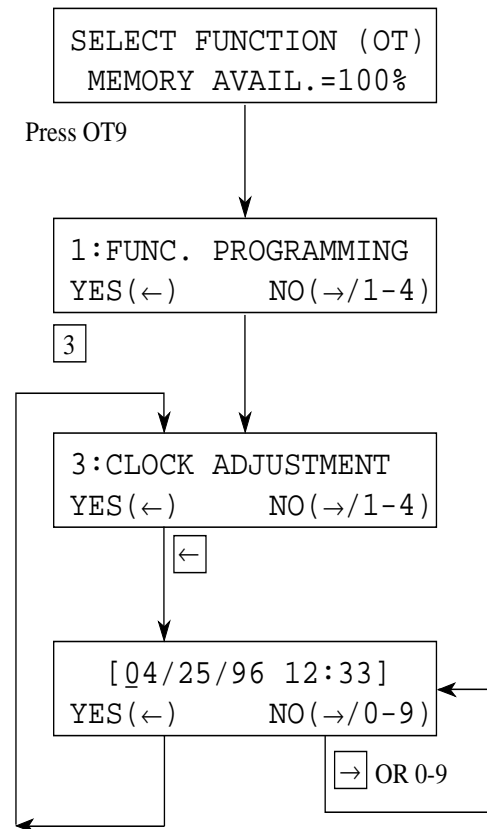 SELECT FUNCTION (OT)
MEMORY AVAIL.=100%
Press OT9
1:FUNC. PROGRAMMING
YES(←) NO(→/1-4)
3
3:CLOCK ADJUSTMENT
YES(←) NO(→/1-4)
←
[04/25/96 12:33]
YES(←) NO(→/0-9)
→ OR 0-9